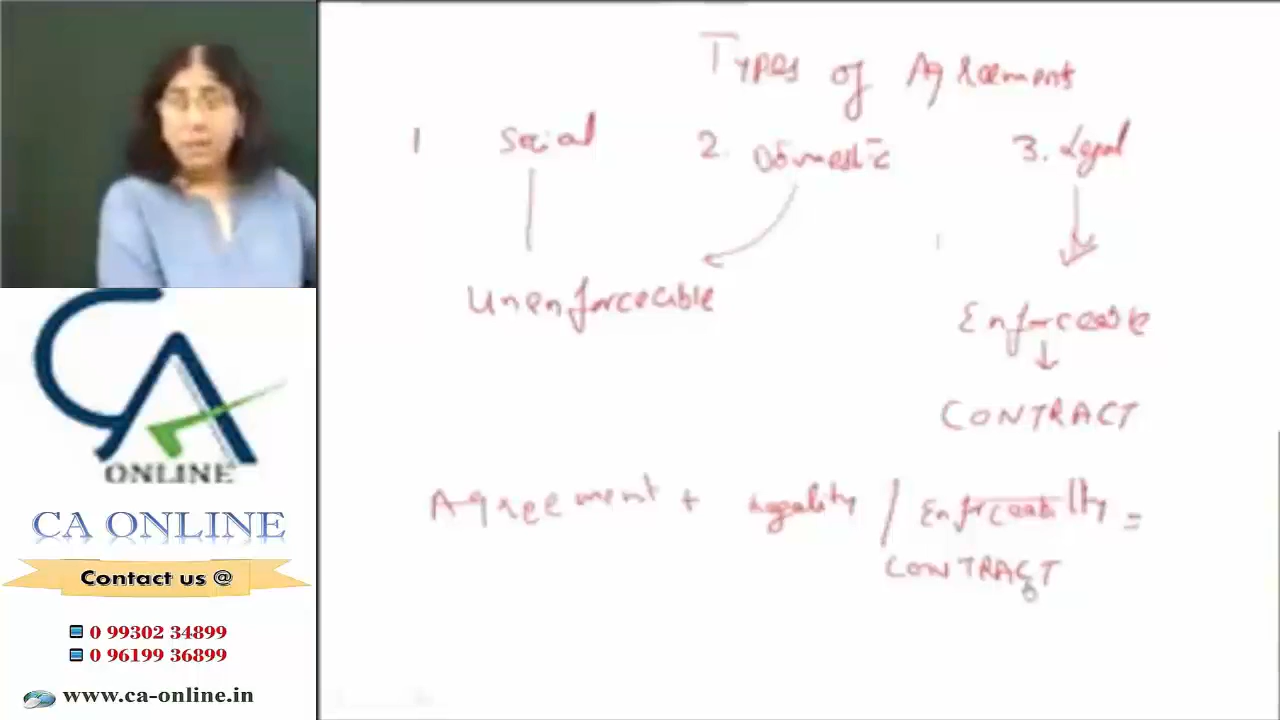 Types of Agreement
1 Social 2. Domestic 3. Legal
Unenforceable
Enforceable
CONTRACT
Agreement + Legality / Enforceability =
CONTRACT
CA
ONLINE
CA ONLINE
Contact us @
0 99302 34899
0 96199 36899
www.ca-online.in